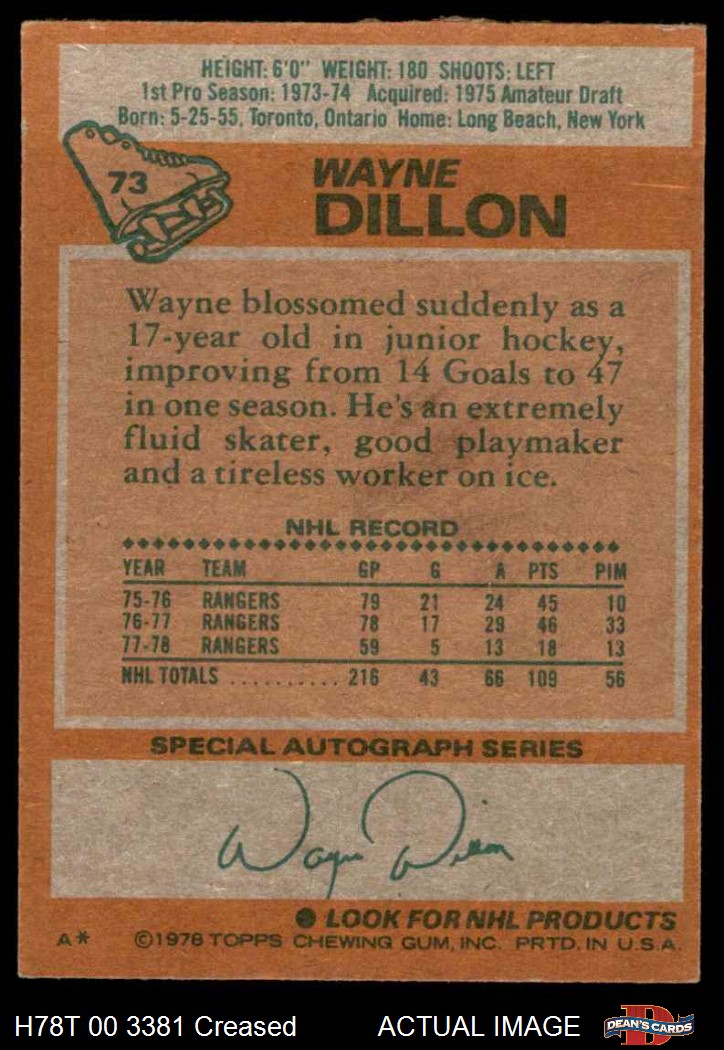 HEIGHT: 6'0" WEIGHT: 180 SHOOTS: LEFT
1st Pro Season: 1973-74 Acquired: 1975 Amateur Draft
Born: 5-25-55, Toronto, Ontario Home: Long Beach, New York
73
WAYNE
DILLON
Wayne blossomed suddenly as a
17-year old in junior hockey,
improving from 14 Goals to 47
in one season. He's an extremely
fluid skater, good playmaker
and a tireless worker on ice.
NHL RECORD
YEAR TEAM GP G A PTS PIM
75-76 RANGERS 79 21 24 45 10
76-77 RANGERS 78 17 29 46 33
77-78 RANGERS 59 5 13 18 13
NHL TOTALS .......... 216 43 66 109 56
SPECIAL AUTOGRAPH SERIES
Wayne Dillon
● LOOK FOR NHL PRODUCTS
A* ©1978 TOPPS CHEWING GUM, INC. PRTD. IN U.S.A.
H78T 00 3381 Creased ACTUAL IMAGE
D
DEAN'S CARDS